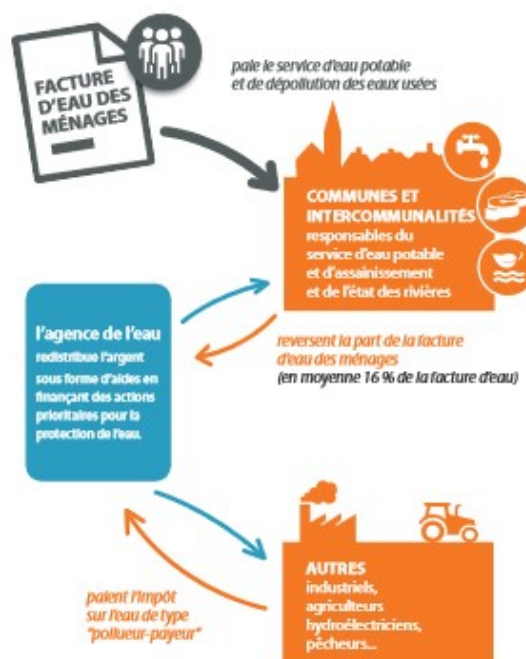 FACTURE
D'EAU DES
MÉNAGES
paie le service d'eau potable
et de dépollution des eaux usées
COMMUNES ET
INTERCOMMUNALITÉS
responsables du
service d'eau potable
et d'assainissement
et de l'état des rivières
l'agence de l'eau
redistribue l'argent
sous forme d'aides en
finançant des actions
prioritaires pour la
protection de l'eau.
reversent la part de la facture
d'eau des ménages
(en moyenne 16 % de la facture d'eau)
AUTRES
industriels,
agriculteurs
hydroélectriciens,
pêcheurs...
paient l'impôt
sur l'eau de type
"pollueur-payeur"